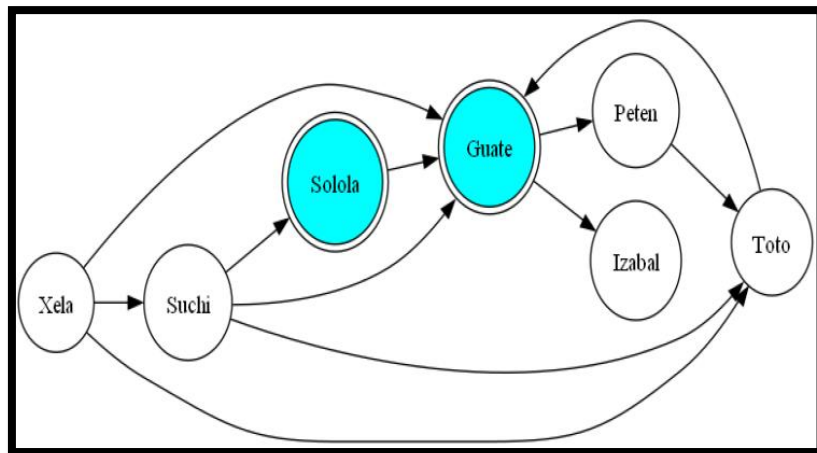 Xela
Suchi
Solola
Guate
Peten
Izabal
Toto